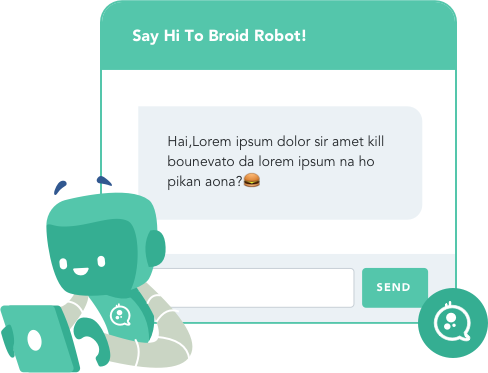 Say Hi To Broid Robot!
Hai,Lorem ipsum dolor sir amet kill
bounevato da lorem ipsum na ho
pikan aona?🍔
SEND